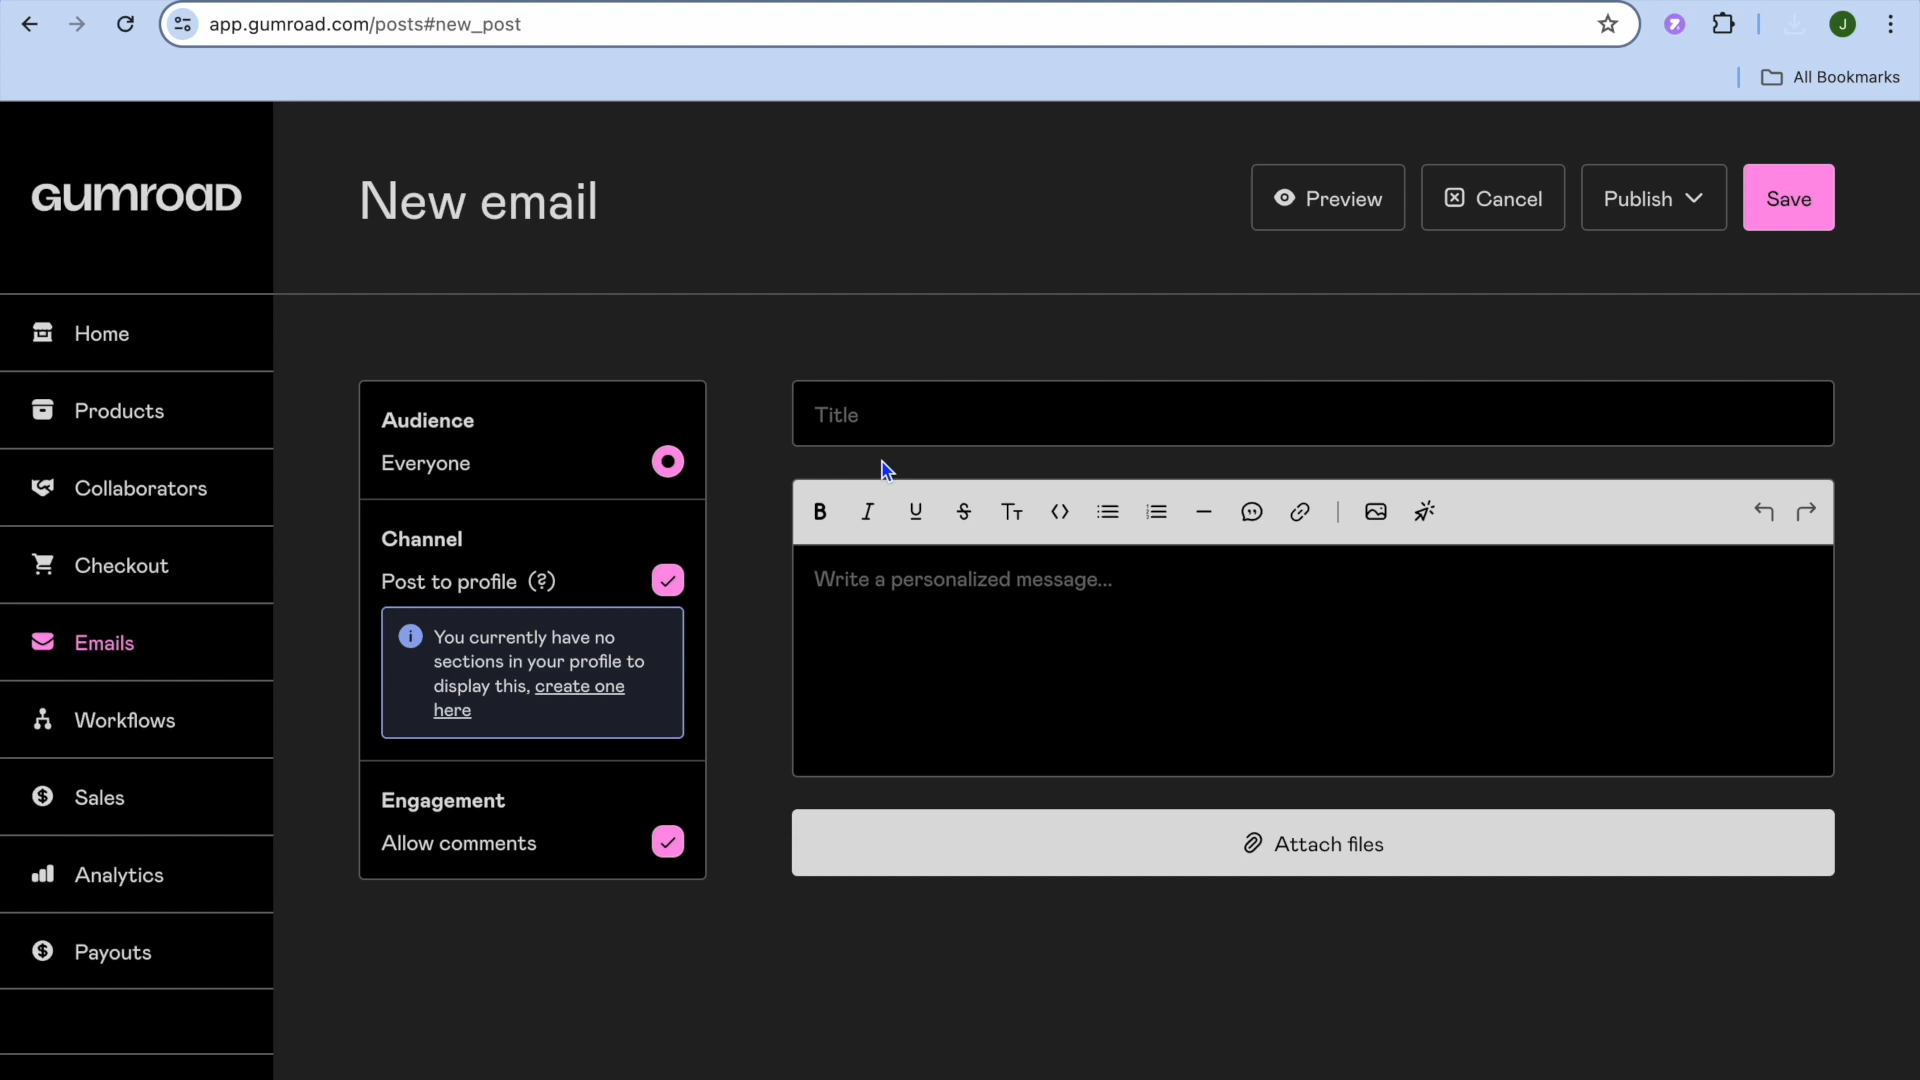 app.gumroad.com/posts#new_post
J
All Bookmarks
GUMROAD
New email
Preview
Cancel
Publish
Save
Home
Products
Collaborators
Checkout
Emails
Workflows
Sales
Analytics
Payouts
Audience
Everyone
Channel
Post to profile (?)
You currently have no
sections in your profile to
display this, create one
here
Engagement
Allow comments
Title
B I U S TT
Write a personalized message...
Attach files